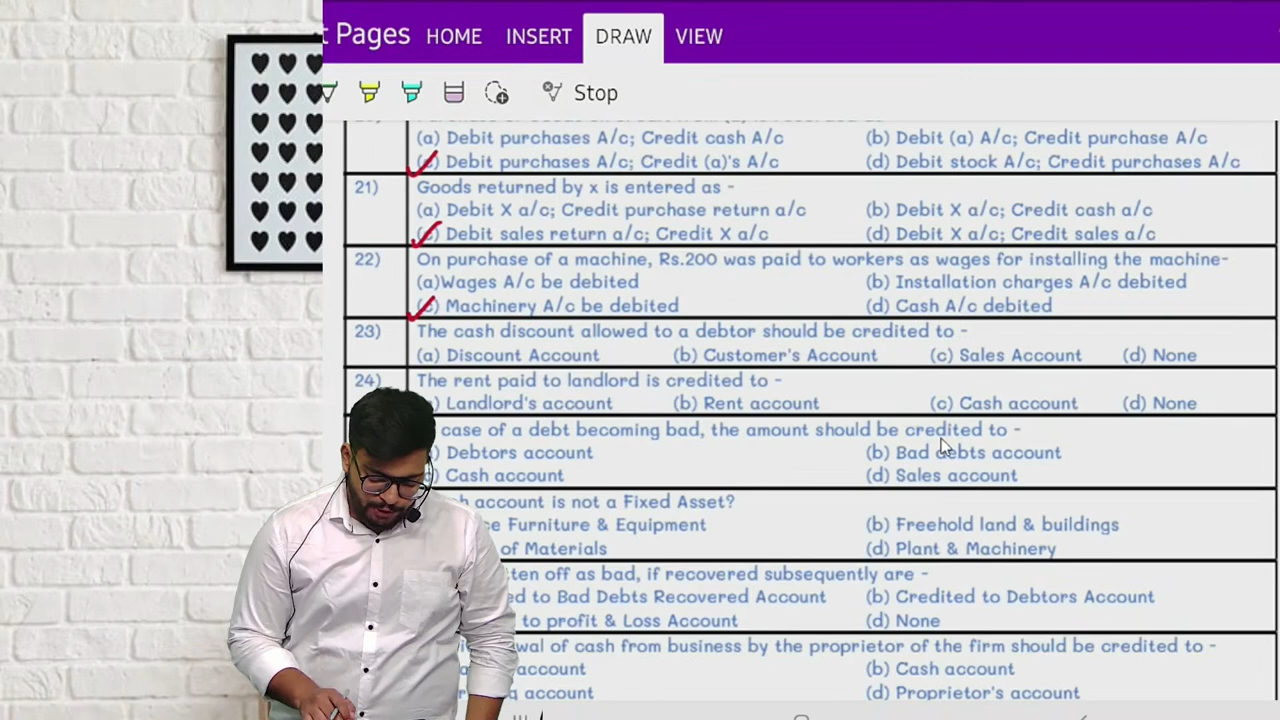 t Pages HOME INSERT DRAW VIEW
Stop
(a) Debit purchases A/c; Credit cash A/c (b) Debit (a) A/c; Credit purchase A/c
Debit purchases A/c; Credit (a)'s A/c (d) Debit stock A/c; Credit purchases A/c
21) Goods returned by x is entered as -
(a) Debit X a/c; Credit purchase return a/c (b) Debit X a/c; Credit cash a/c
(c) Debit sales return a/c; Credit X a/c (d) Debit X a/c; Credit sales a/c
22) On purchase of a machine, Rs.200 was paid to workers as wages for installing the machine-
(a)Wages A/c be debited (b) Installation charges A/c debited
(c) Machinery A/c be debited (d) Cash A/c debited
23) The cash discount allowed to a debtor should be credited to -
(a) Discount Account (b) Customer's Account (c) Sales Account (d) None
24) The rent paid to landlord is credited to -
) Landlord's account (b) Rent account (c) Cash account (d) None
case of a debt becoming bad, the amount should be credited to -
) Debtors account (b) Bad debts account
) Cash account (d) Sales account
h account is not a Fixed Asset?
ce Furniture & Equipment (b) Freehold land & buildings
of Materials (d) Plant & Machinery
ten off as bad, if recovered subsequently are -
ed to Bad Debts Recovered Account (b) Credited to Debtors Account
to profit & Loss Account (d) None
wal of cash from business by the proprietor of the firm should be credited to -
account (b) Cash account
account (d) Proprietor's account